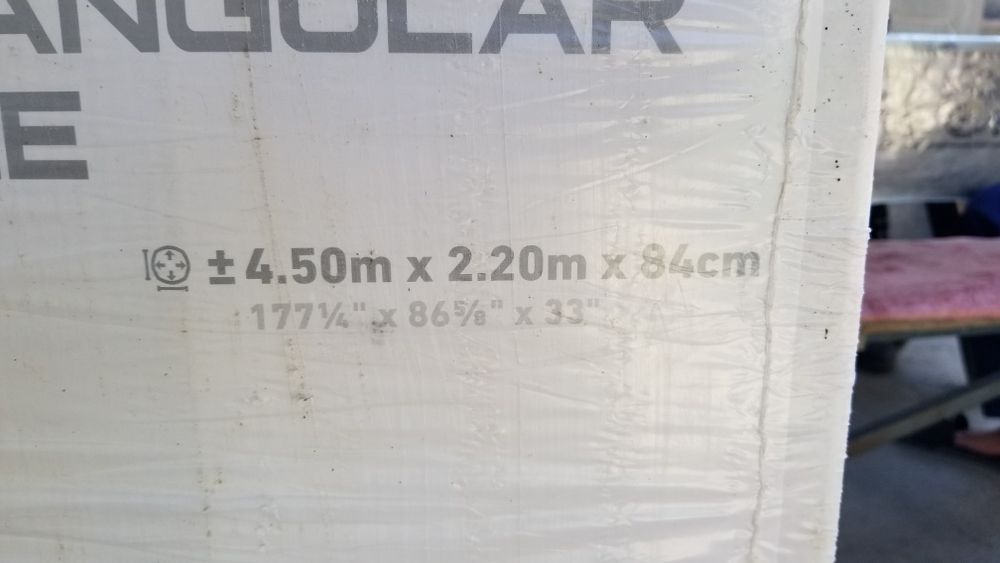 ANGULAR
E
± 4.50m x 2.20m x 84cm
177¼" x 86⅝" x 33"